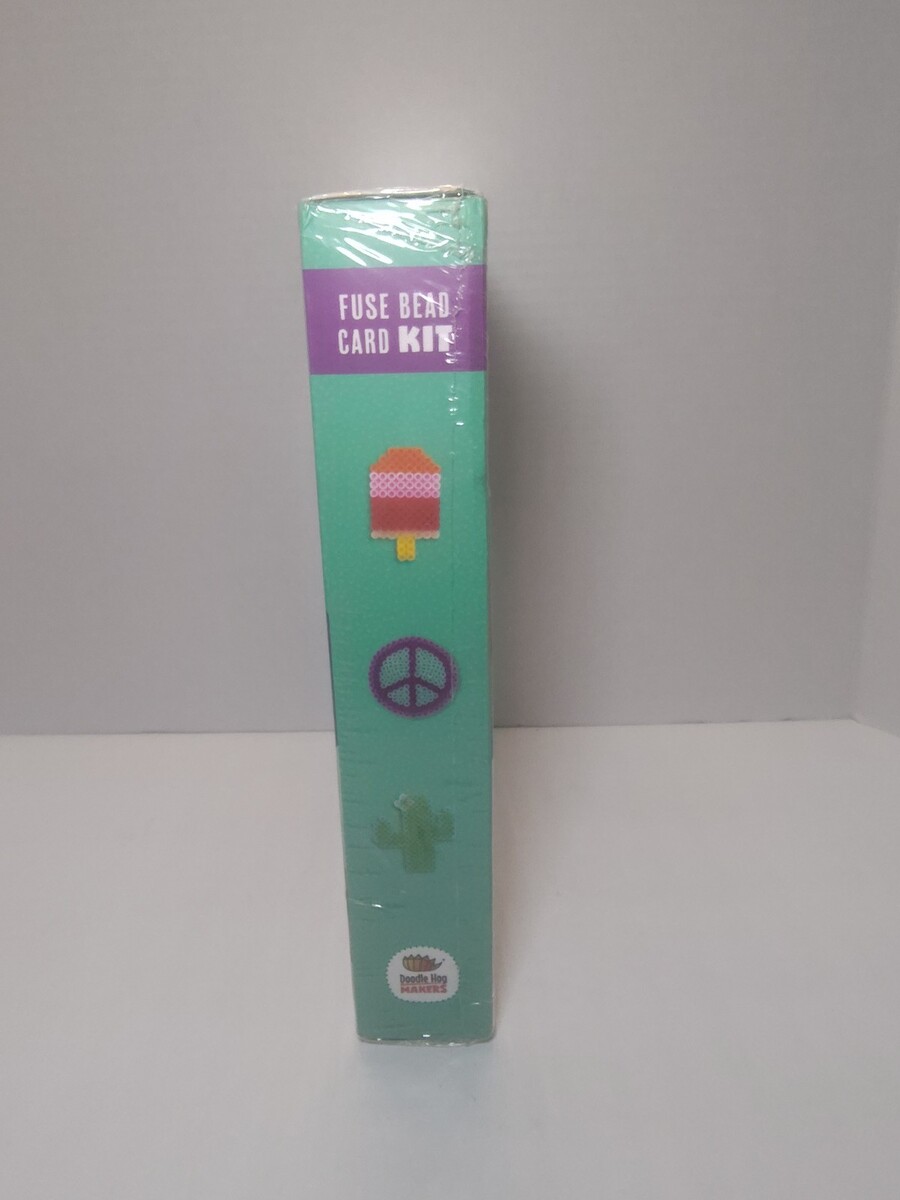 FUSE BEAD
CARD KIT
Doodle Hog
MAKERS